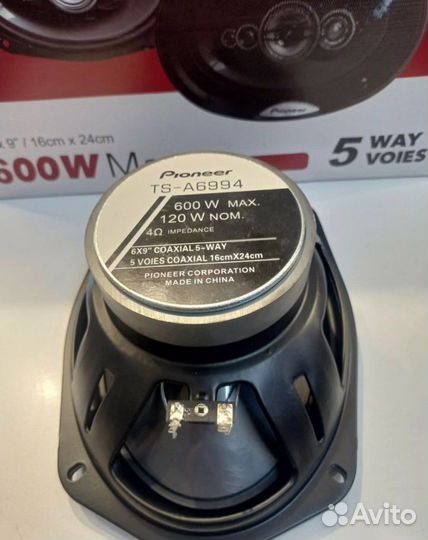 Pioneer
x 9" / 16cm x 24cm
600W Ma
5 WAY
VOIES
Pioneer
TS-A6994
600 W MAX.
120 W NOM.
4Ω IMPEDANCE
6X9" COAXIAL 5-WAY
5 VOIES COAXIAL 16cmX24cm
PIONEER CORPORATION
MADE IN CHINA
Avito